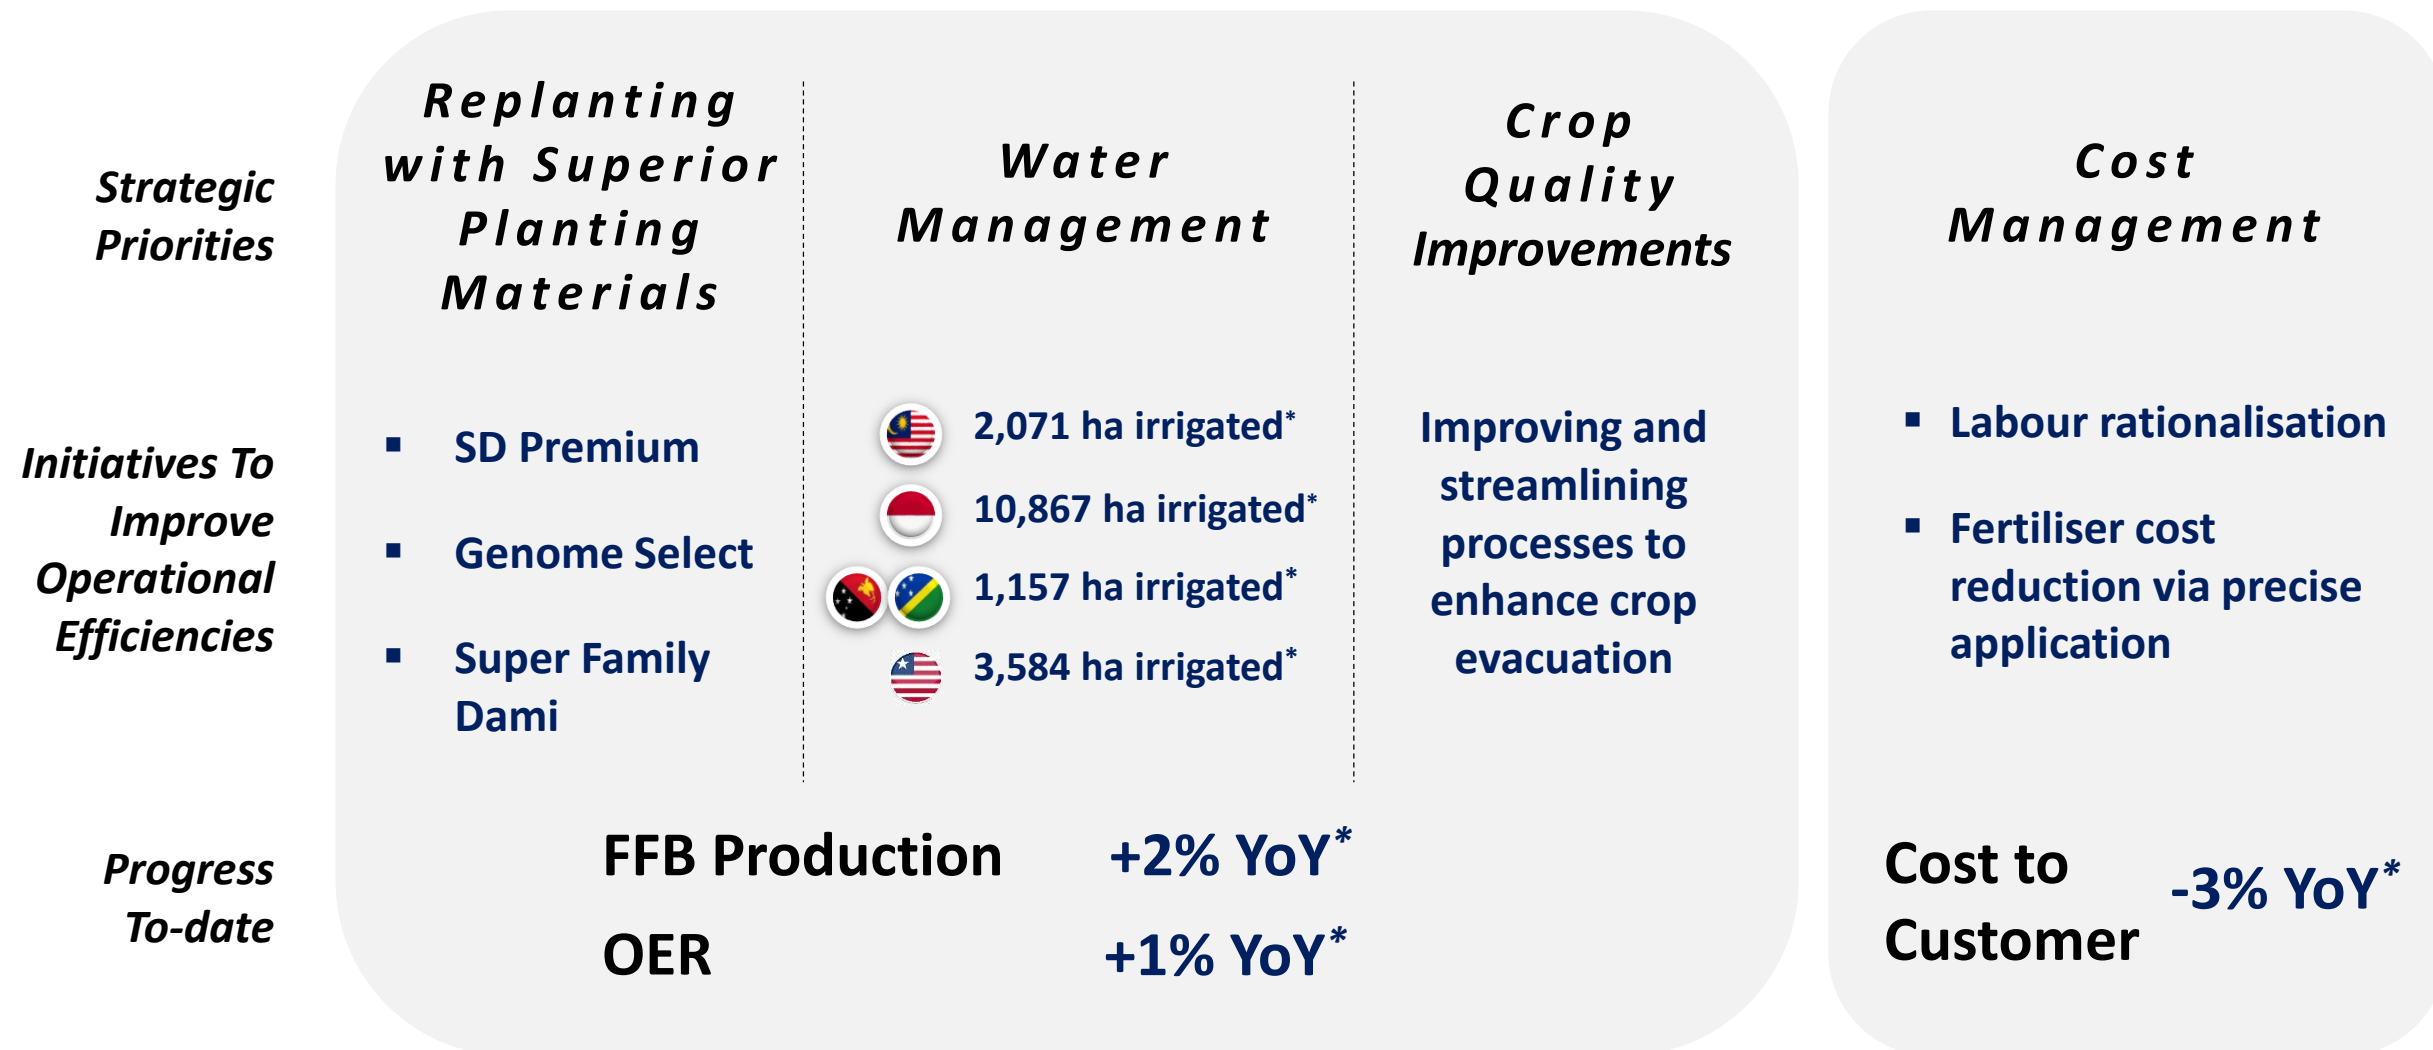 Strategic
Priorities
Replanting
with Superior
Planting
Materials
Water
Management
Crop
Quality
Improvements
Cost
Management
Initiatives To
Improve
Operational
Efficiencies
▪ SD Premium
▪ Genome Select
▪ Super Family
Dami
2,071 ha irrigated*
10,867 ha irrigated*
1,157 ha irrigated*
3,584 ha irrigated*
Improving and
streamlining
processes to
enhance crop
evacuation
▪ Labour rationalisation
▪ Fertiliser cost
reduction via precise
application
Progress
To-date
FFB Production +2% YoY*
OER +1% YoY*
Cost to
Customer
-3% YoY*